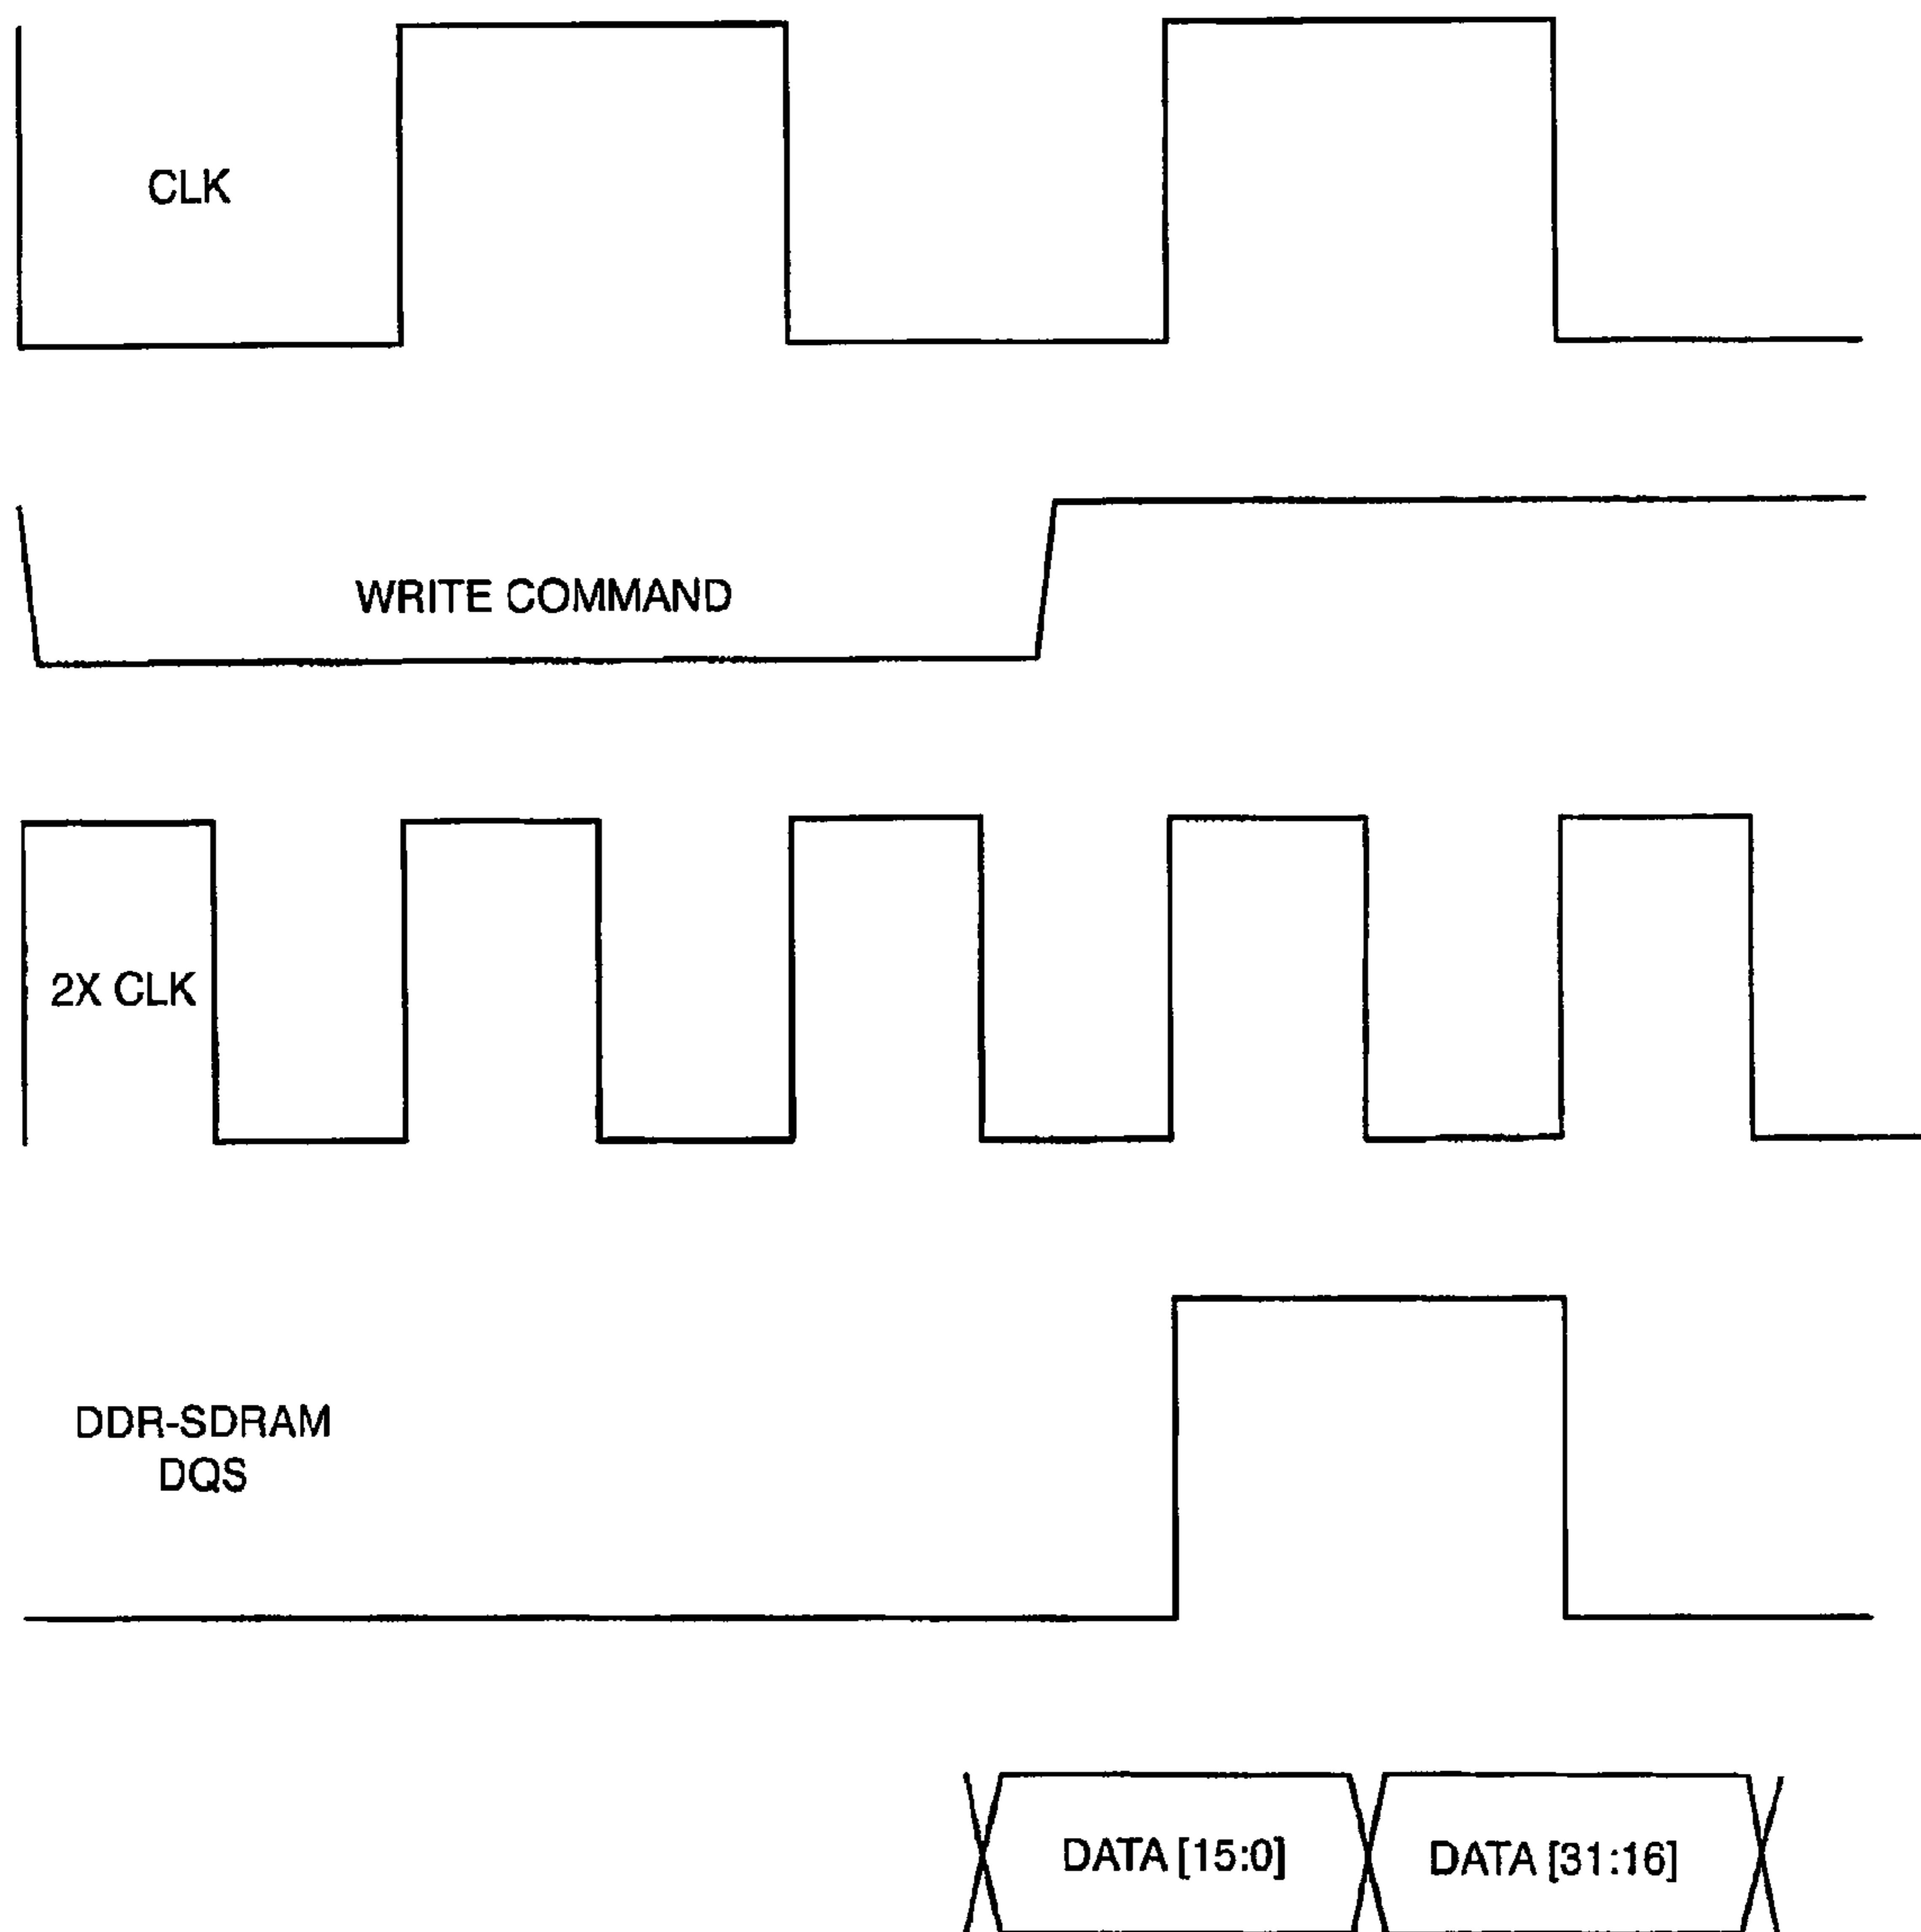 CLK
WRITE COMMAND
2X CLK
DDR-SDRAM
DQS
DATA [15:0]
DATA [31:16]